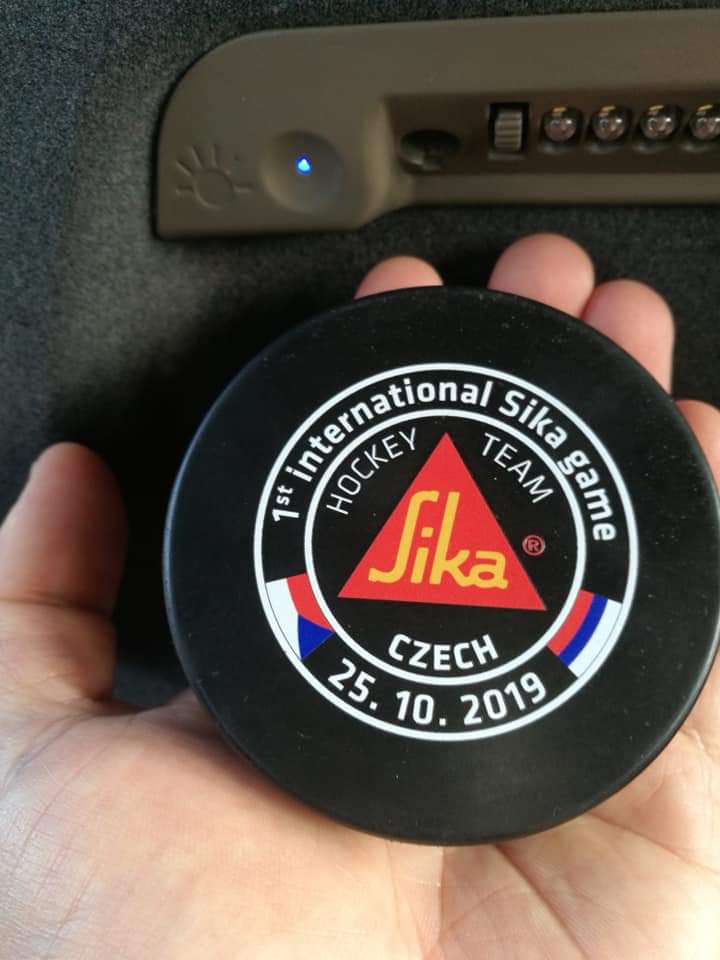 1st international Sika game
HOCKEY TEAM
Sika®
CZECH
25. 10. 2019